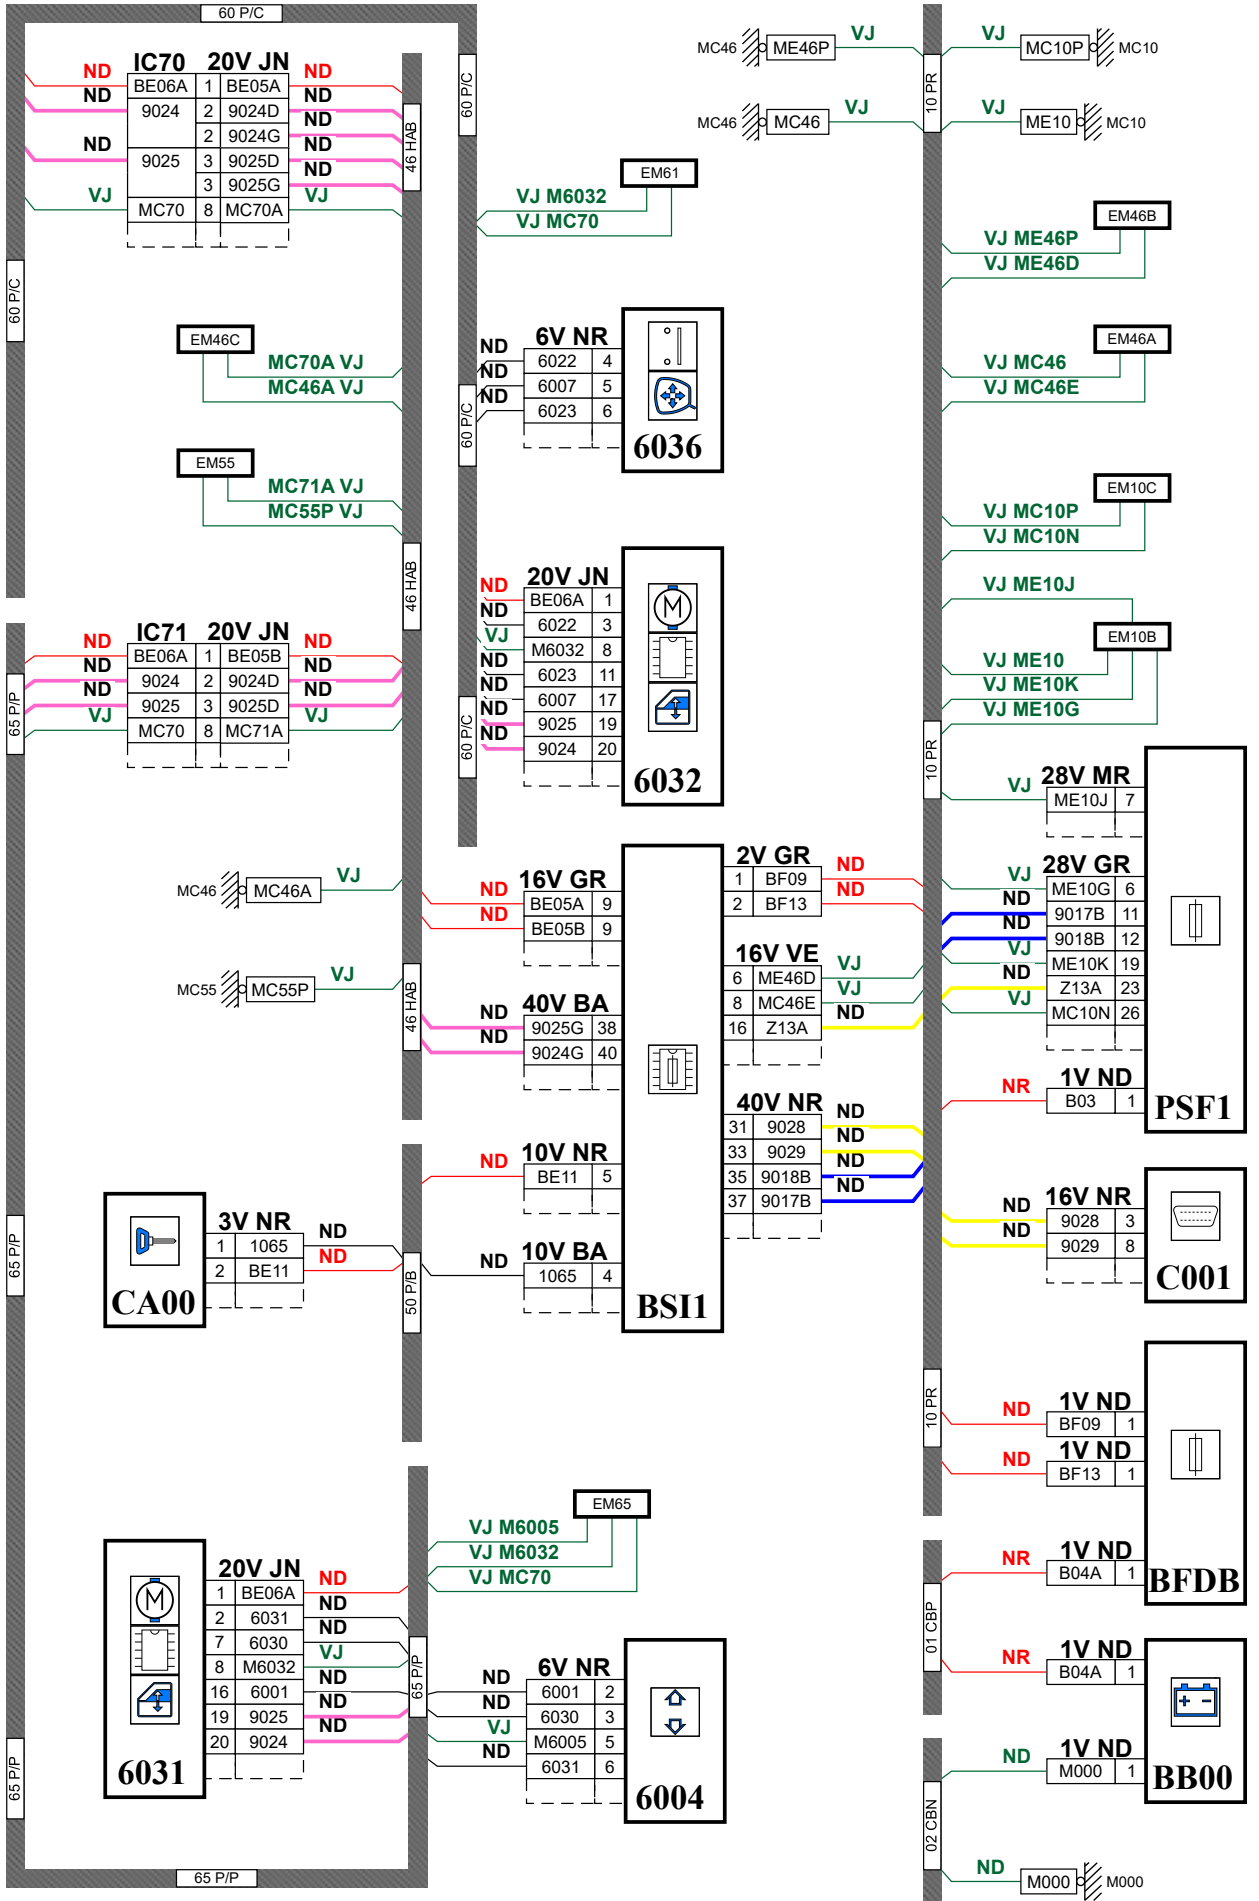 60 P/C
IC70 20V JN
ND BE06A 1 BE05A ND
ND 9024 2 9024D ND
2 9024G ND
ND 9025 3 9025D ND
3 9025G ND
VJ MC70 8 MC70A VJ
46 HAB
60 P/C
60 P/C
EM61
VJ M6032
VJ MC70
MC46 ME46P VJ
VJ MC10P MC10
10 PR
MC46 MC46 VJ
VJ ME10 MC10
EM46B
VJ ME46P
VJ ME46D
EM46C
MC70A VJ
MC46A VJ
6V NR
ND 6022 4
ND 6007 5
ND 6023 6
6036
60 P/C
EM46A
VJ MC46
VJ MC46E
EM55
MC71A VJ
MC55P VJ
46 HAB
EM10C
VJ MC10P
VJ MC10N
VJ ME10J
EM10B
VJ ME10
VJ ME10K
VJ ME10G
10 PR
20V JN
ND BE06A 1
ND 6022 3
VJ M6032 8
ND 6023 11
ND 6007 17
ND 9025 19
ND 9024 20
M
6032
60 P/C
IC71 20V JN
ND BE06A 1 BE05B ND
ND 9024 2 9024D ND
ND 9025 3 9025D ND
VJ MC70 8 MC71A VJ
65 P/P
28V MR
VJ ME10J 7
28V GR
VJ ME10G 6
ND 9017B 11
ND 9018B 12
VJ ME10K 19
ND Z13A 23
VJ MC10N 26
1V ND
NR B03 1
PSF1
MC46 MC46A VJ
MC55 MC55P VJ
46 HAB
16V GR
ND BE05A 9
ND BE05B 9
40V BA
ND 9025G 38
ND 9024G 40
10V NR
ND BE11 5
10V BA
ND 1065 4
BSI1
2V GR
1 BF09 ND
2 BF13 ND
16V VE
6 ME46D VJ
8 MC46E VJ
16 Z13A ND
40V NR
31 9028 ND
33 9029 ND
35 9018B ND
37 9017B ND
16V NR
ND 9028 3
ND 9029 8
C001
3V NR
1 1065 ND
2 BE11 ND
CA00
65 P/P
50 P/B
10 PR
1V ND
ND BF09 1
1V ND
ND BF13 1
1V ND
NR B04A 1
BFDB
01 CBP
1V ND
NR B04A 1
1V ND
ND M000 1
+ -
BB00
02 CBN
ND M000 M000
EM65
VJ M6005
VJ M6032
VJ MC70
20V JN
1 BE06A ND
2 6031 ND
7 6030 ND
8 M6032 VJ
16 6001 ND
19 9025 ND
20 9024 ND
M
6031
65 P/P
6V NR
ND 6001 2
ND 6030 3
VJ M6005 5
ND 6031 6
6004
65 P/P
65 P/P